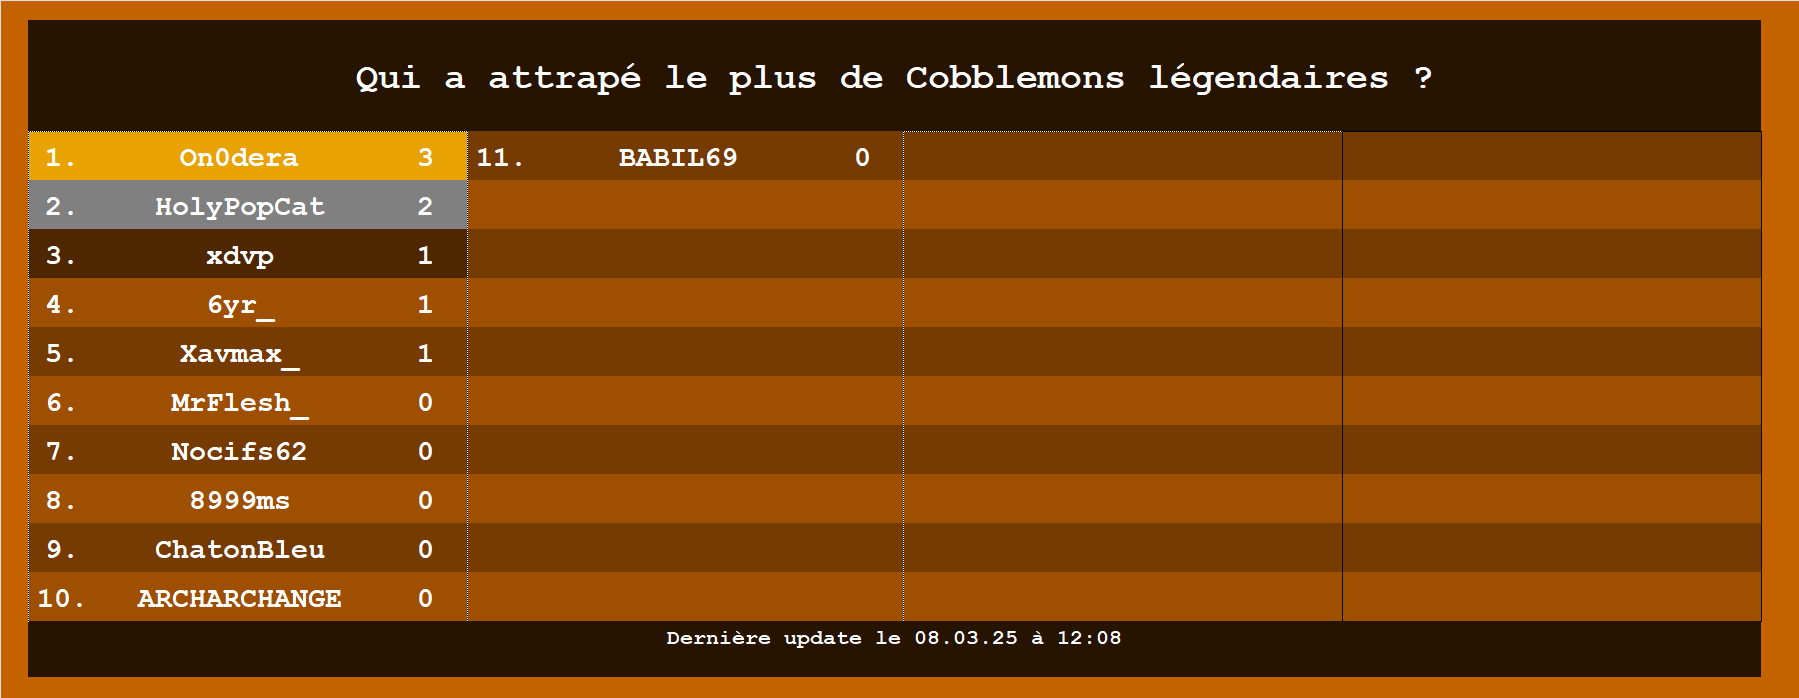 Qui a attrapé le plus de Cobblemons légendaires ?
1. On0dera 3
2. HolyPopCat 2
3. xdvp 1
4. 6yr_ 1
5. Xavmax_ 1
6. MrFlesh_ 0
7. Nocifs62 0
8. 8999ms 0
9. ChatonBleu 0
10. ARCHARCHANGE 0
11. BABIL69 0
Dernière update le 08.03.25 à 12:08